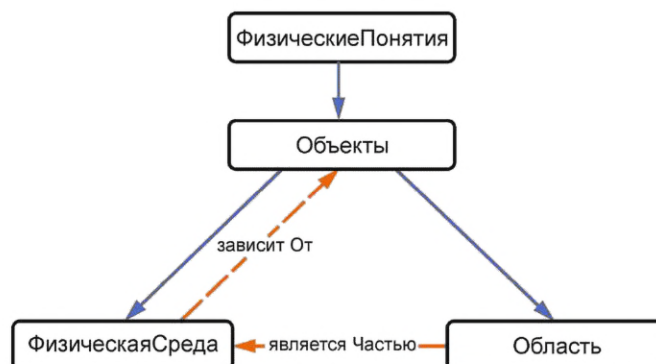 ФизическиеПонятия
Объекты
зависит От
ФизическаяСреда
является Частью
Область